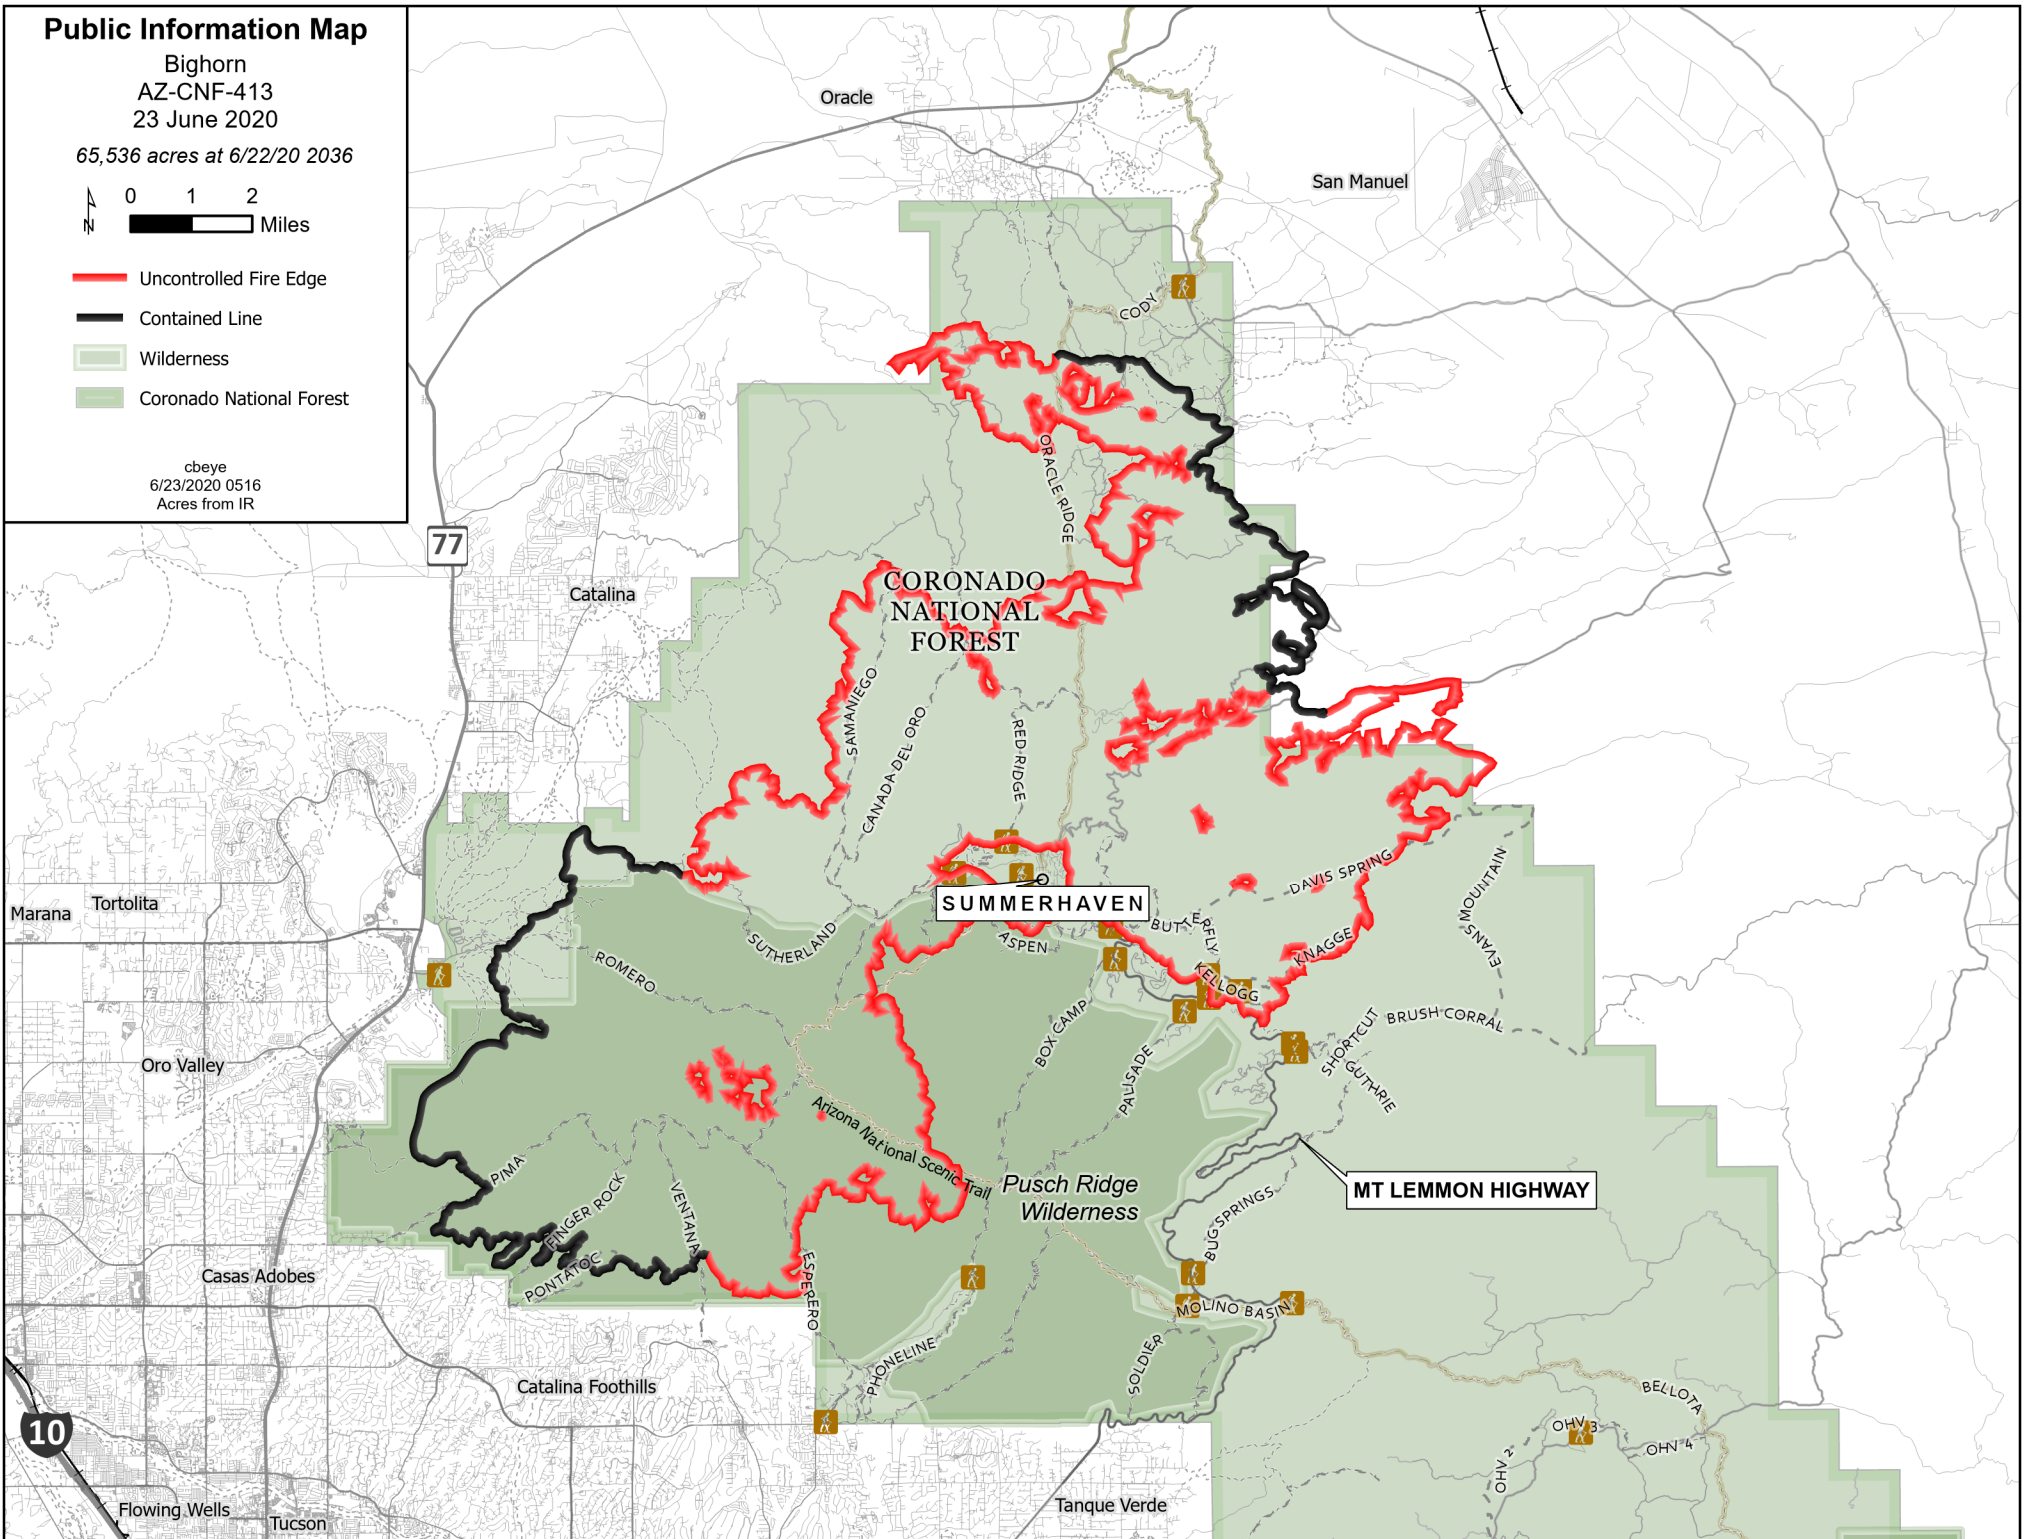 Public Information Map
Bighorn
AZ-CNF-413
23 June 2020
65,536 acres at 6/22/20 2036
0 1 2
Miles
N
Uncontrolled Fire Edge
Contained Line
Wilderness
Coronado National Forest
cbeye
6/23/2020 0516
Acres from IR
Oracle
San Manuel
CODY
ORACLE RIDGE
77
Catalina
CORONADO
NATIONAL
FOREST
SAMANIEGO
CANADA DEL ORO
RED RIDGE
DAVIS SPRING
EVANS MOUNTAIN
Marana
Tortolita
SUMMERHAVEN
BUTTERFLY
ASPEN
SUTHERLAND
ROMERO
KNAGGE
KELLOGG
BOX CAMP
PALISADE
SHORTCUT
BRUSH CORRAL
GUTHRIE
Oro Valley
Arizona National Scenic Trail
PIMA
FINGER ROCK
VENTANA
PONTATOC
ESPERERO
Pusch Ridge
Wilderness
MT LEMMON HIGHWAY
BUG SPRINGS
Casas Adobes
MOLINO BASIN
PHONELINE
SOLDIER
Catalina Foothills
BELLOTA
OHV 3
OHV 4
OHV 2
10
Flowing Wells
Tucson
Tanque Verde